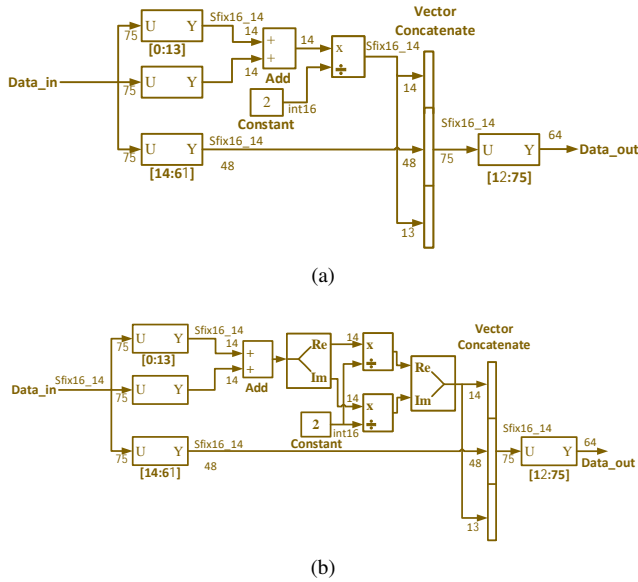 Vector
Concatenate
Sfix16_14
U Y
75
14
[0:13]
+
+
14
Add
x
÷
Sfix16_14
14
Data_in
U Y
75
14
2
int16
Constant
Sfix16_14
64
U Y
75
Sfix16_14
[14:61]
48
48
75
U Y
Data_out
[12:75]
13
(a)
Vector
Concatenate
Sfix16_14
U Y
75
14
[0:13]
+
+
14
Add
Re
Im
14
x
÷
Re
Im
14
Data_in
Sfix16_14
U Y
75
14
x
÷
2
int16
Constant
Sfix16_14
64
U Y
75
Sfix16_14
[14:61]
48
48
75
U Y
Data_out
[12:75]
13
(b)